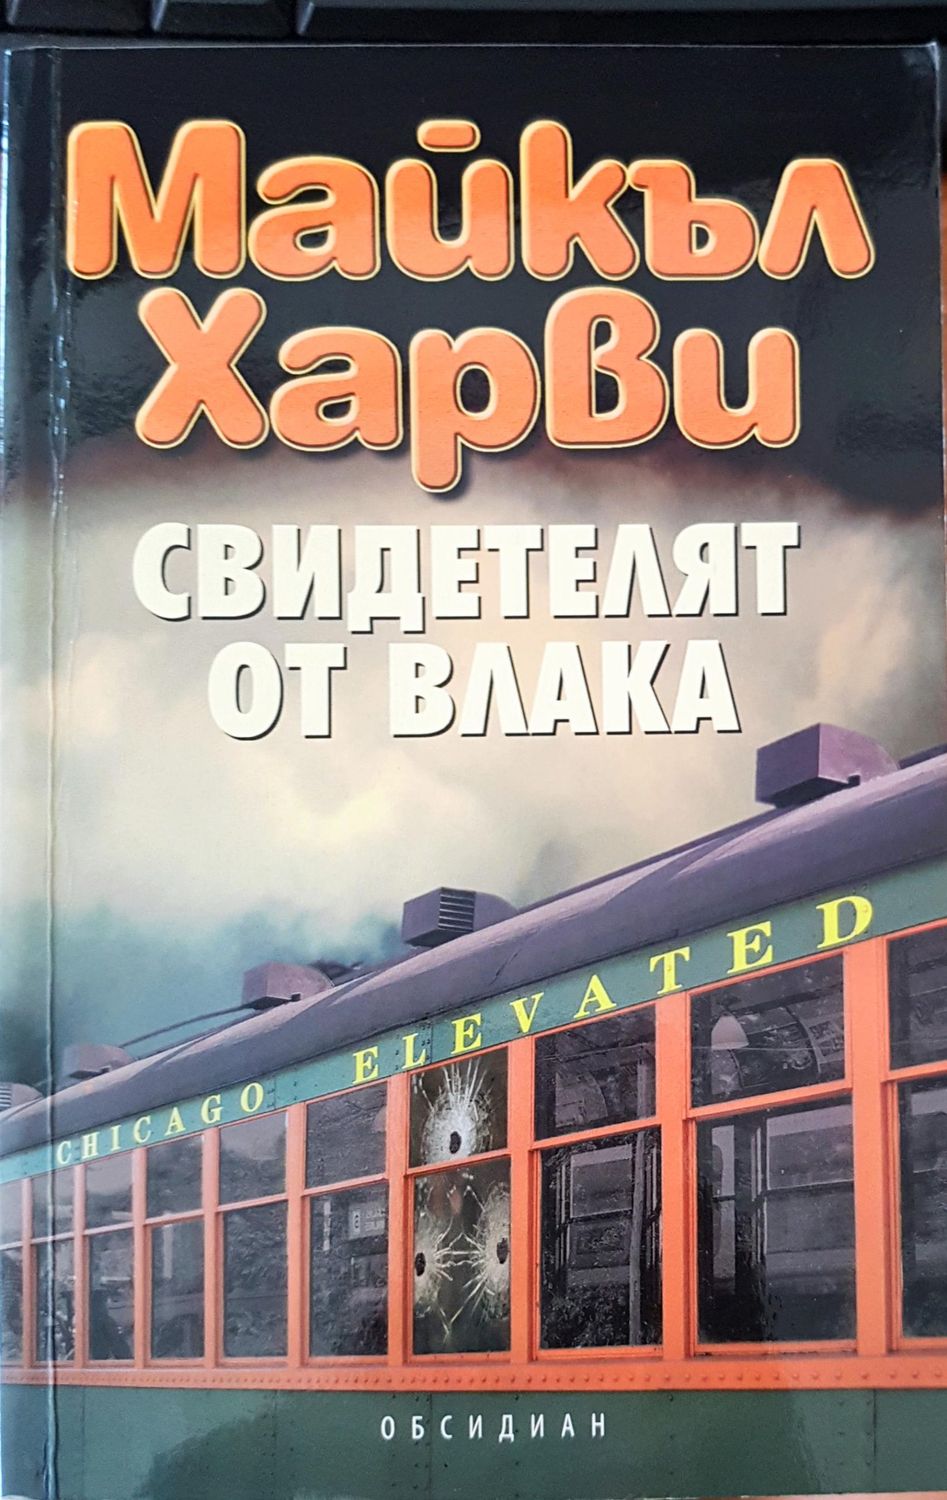 Майкъл
Харви
СВИДЕТЕЛЯТ
ОТ ВЛАКА
CHICAGO ELEVATED
ОБСИДИАН